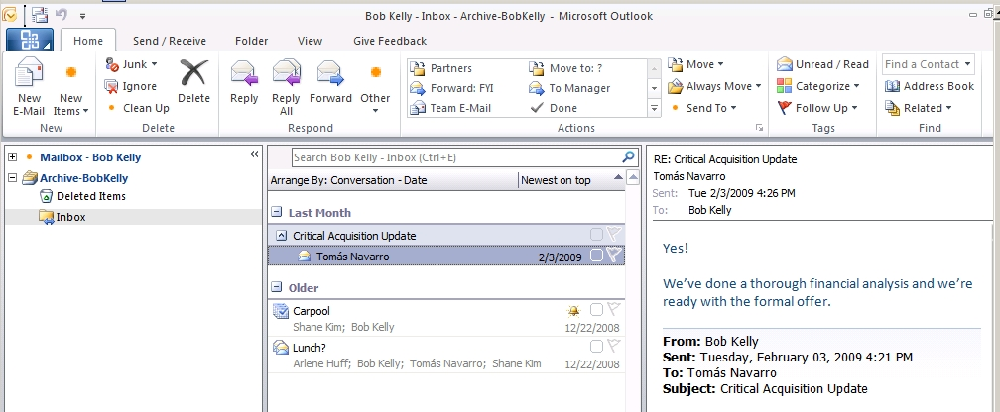 Bob Kelly - Inbox - Archive-BobKelly - Microsoft Outlook
Home Send / Receive Folder View Give Feedback
New E-Mail
New Items
New
Junk
Ignore
Clean Up
Delete
Delete
Reply
Reply All
Forward
Other
Respond
Partners
Forward: FYI
Team E-Mail
Move to: ?
To Manager
Done
Move
Always Move
Send To
Actions
Unread / Read
Categorize
Follow Up
Tags
Find a Contact
Address Book
Related
Find
Mailbox - Bob Kelly
Archive-BobKelly
Deleted Items
Inbox
Search Bob Kelly - Inbox (Ctrl+E)
Arrange By: Conversation - Date Newest on top
Last Month
Critical Acquisition Update
Tomás Navarro 2/3/2009
Older
Carpool
Shane Kim; Bob Kelly 12/22/2008
Lunch?
Arlene Huff; Bob Kelly; Tomás Navarro; Shane Kim 12/22/2008
RE: Critical Acquisition Update
Tomás Navarro
Sent: Tue 2/3/2009 4:26 PM
To: Bob Kelly
Yes!
We've done a thorough financial analysis and we're
ready with the formal offer.
From: Bob Kelly
Sent: Tuesday, February 03, 2009 4:21 PM
To: Tomás Navarro
Subject: Critical Acquisition Update